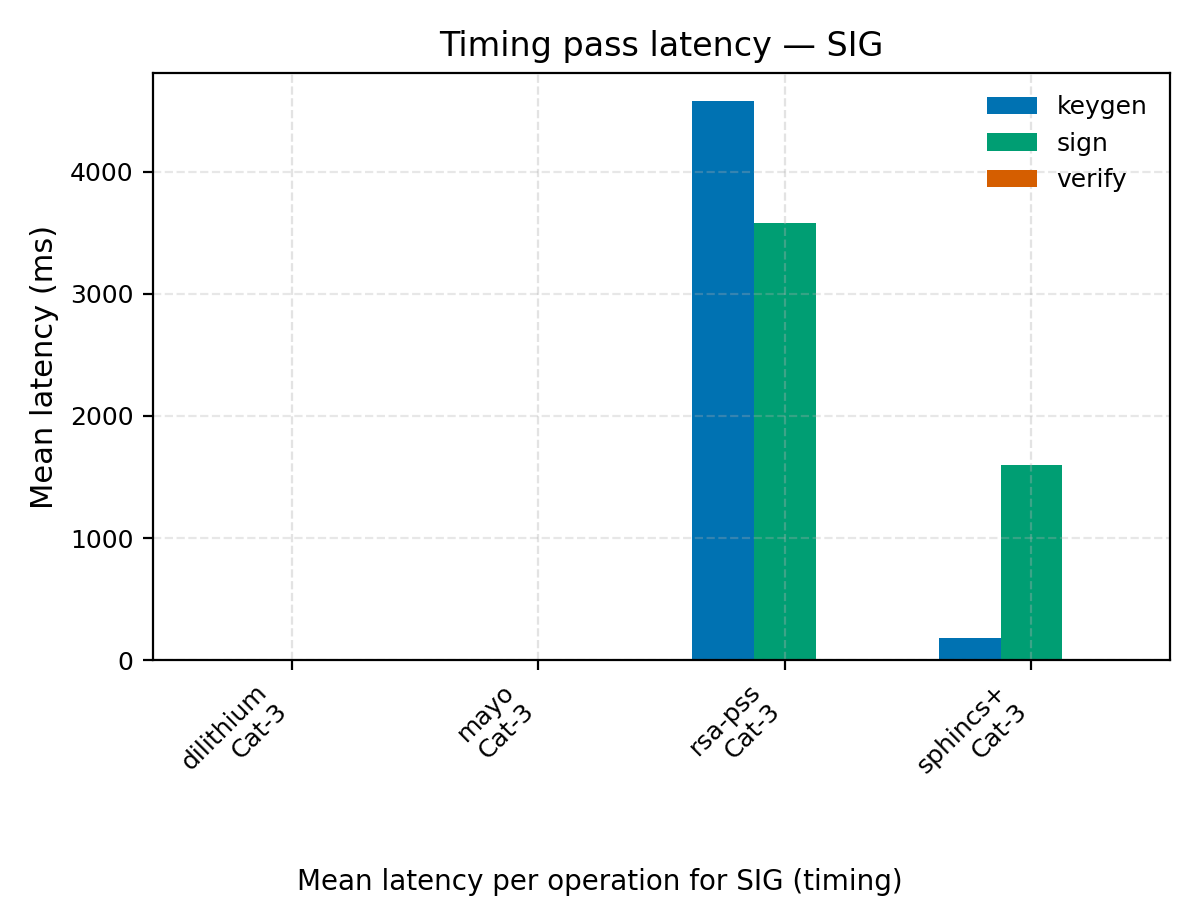 Timing pass latency — SIG
keygen
sign
verify
Mean latency (ms)
4000
3000
2000
1000
0
dilithium
Cat-3
mayo
Cat-3
rsa-pss
Cat-3
sphincs+
Cat-3
Mean latency per operation for SIG (timing)